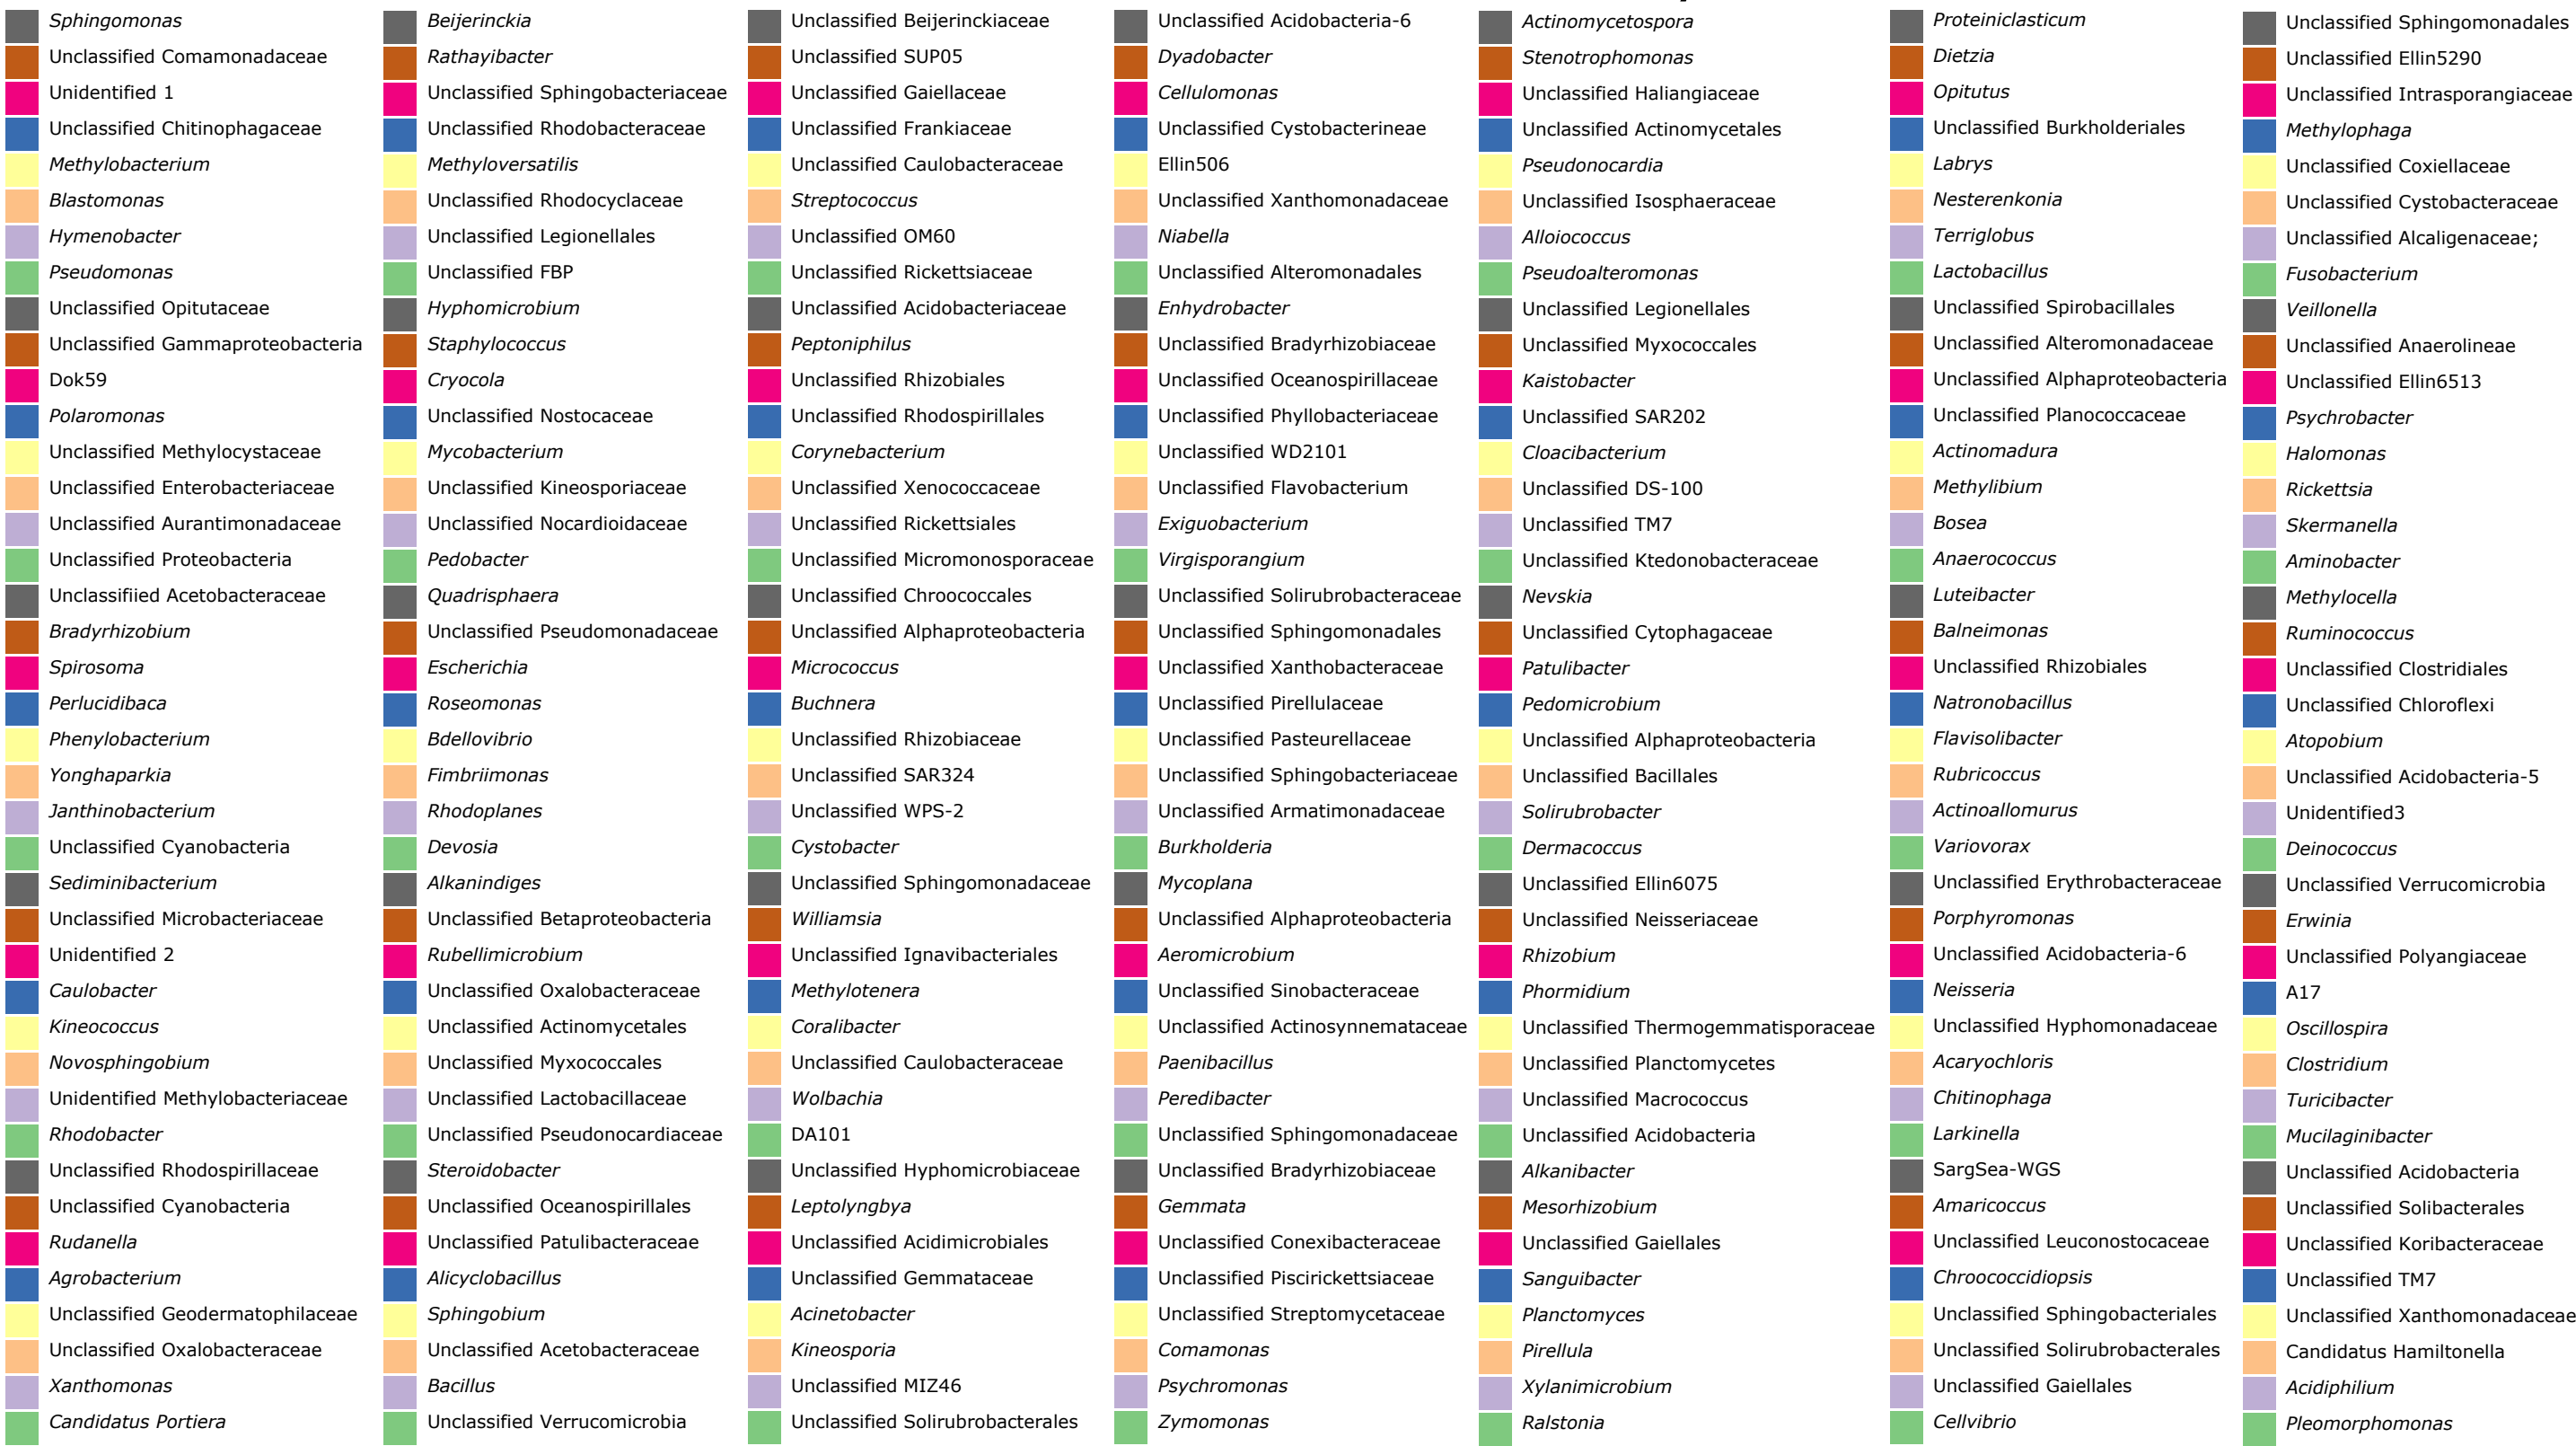 Sphingomonas
Unclassified Comamonadaceae
Unidentified 1
Unclassified Chitinophagaceae
Methylobacterium
Blastomonas
Hymenobacter
Pseudomonas
Unclassified Opitutaceae
Unclassified Gammaproteobacteria
Dok59
Polaromonas
Unclassified Methylocystaceae
Unclassified Enterobacteriaceae
Unclassified Aurantimonadaceae
Unclassified Proteobacteria
Unclassifiied Acetobacteraceae
Bradyrhizobium
Spirosoma
Perlucidibaca
Phenylobacterium
Yonghaparkia
Janthinobacterium
Unclassified Cyanobacteria
Sediminibacterium
Unclassified Microbacteriaceae
Unidentified 2
Caulobacter
Kineococcus
Novosphingobium
Unidentified Methylobacteriaceae
Rhodobacter
Unclassified Rhodospirillaceae
Unclassified Cyanobacteria
Rudanella
Agrobacterium
Unclassified Geodermatophilaceae
Unclassified Oxalobacteraceae
Xanthomonas
Candidatus Portiera
Beijerinckia
Rathayibacter
Unclassified Sphingobacteriaceae
Unclassified Rhodobacteraceae
Methyloversatilis
Unclassified Rhodocyclaceae
Unclassified Legionellales
Unclassified FBP
Hyphomicrobium
Staphylococcus
Cryocola
Unclassified Nostocaceae
Mycobacterium
Unclassified Kineosporiaceae
Unclassified Nocardioidaceae
Pedobacter
Quadrisphaera
Unclassified Pseudomonadaceae
Escherichia
Roseomonas
Bdellovibrio
Fimbriimonas
Rhodoplanes
Devosia
Alkanindiges
Unclassified Betaproteobacteria
Rubellimicrobium
Unclassified Oxalobacteraceae
Unclassified Actinomycetales
Unclassified Myxococcales
Unclassified Lactobacillaceae
Unclassified Pseudonocardiaceae
Steroidobacter
Unclassified Oceanospirillales
Unclassified Patulibacteraceae
Alicyclobacillus
Sphingobium
Unclassified Acetobacteraceae
Bacillus
Unclassified Verrucomicrobia
Unclassified Beijerinckiaceae
Unclassified SUP05
Unclassified Gaiellaceae
Unclassified Frankiaceae
Unclassified Caulobacteraceae
Streptococcus
Unclassified OM60
Unclassified Rickettsiaceae
Unclassified Acidobacteriaceae
Peptoniphilus
Unclassified Rhizobiales
Unclassified Rhodospirillales
Corynebacterium
Unclassified Xenococcaceae
Unclassified Rickettsiales
Unclassified Micromonosporaceae
Unclassified Chroococcales
Unclassified Alphaproteobacteria
Micrococcus
Buchnera
Unclassified Rhizobiaceae
Unclassified SAR324
Unclassified WPS-2
Cystobacter
Unclassified Sphingomonadaceae
Williamsia
Unclassified Ignavibacteriales
Methylotenera
Coralibacter
Unclassified Caulobacteraceae
Wolbachia
DA101
Unclassified Hyphomicrobiaceae
Leptolyngbya
Unclassified Acidimicrobiales
Unclassified Gemmataceae
Acinetobacter
Kineosporia
Unclassified MIZ46
Unclassified Solirubrobacterales
Unclassified Acidobacteria-6
Dyadobacter
Cellulomonas
Unclassified Cystobacterineae
Ellin506
Unclassified Xanthomonadaceae
Niabella
Unclassified Alteromonadales
Enhydrobacter
Unclassified Bradyrhizobiaceae
Unclassified Oceanospirillaceae
Unclassified Phyllobacteriaceae
Unclassified WD2101
Unclassified Flavobacterium
Exiguobacterium
Virgisporangium
Unclassified Solirubrobacteraceae
Unclassified Sphingomonadales
Unclassified Xanthobacteraceae
Unclassified Pirellulaceae
Unclassified Pasteurellaceae
Unclassified Sphingobacteriaceae
Unclassified Armatimonadaceae
Burkholderia
Mycoplana
Unclassified Alphaproteobacteria
Aeromicrobium
Unclassified Sinobacteraceae
Unclassified Actinosynnemataceae
Paenibacillus
Peredibacter
Unclassified Sphingomonadaceae
Unclassified Bradyrhizobiaceae
Gemmata
Unclassified Conexibacteraceae
Unclassified Piscirickettsiaceae
Unclassified Streptomycetaceae
Comamonas
Psychromonas
Zymomonas
Actinomycetospora
Stenotrophomonas
Unclassified Haliangiaceae
Unclassified Actinomycetales
Pseudonocardia
Unclassified Isosphaeraceae
Alloiococcus
Pseudoalteromonas
Unclassified Legionellales
Unclassified Myxococcales
Kaistobacter
Unclassified SAR202
Cloacibacterium
Unclassified DS-100
Unclassified TM7
Unclassified Ktedonobacteraceae
Nevskia
Unclassified Cytophagaceae
Patulibacter
Pedomicrobium
Unclassified Alphaproteobacteria
Unclassified Bacillales
Solirubrobacter
Dermacoccus
Unclassified Ellin6075
Unclassified Neisseriaceae
Rhizobium
Phormidium
Unclassified Thermogemmatisporaceae
Unclassified Planctomycetes
Unclassified Macrococcus
Unclassified Acidobacteria
Alkanibacter
Mesorhizobium
Unclassified Gaiellales
Sanguibacter
Planctomyces
Pirellula
Xylanimicrobium
Ralstonia
Proteiniclasticum
Dietzia
Opitutus
Unclassified Burkholderiales
Labrys
Nesterenkonia
Terriglobus
Lactobacillus
Unclassified Spirobacillales
Unclassified Alteromonadaceae
Unclassified Alphaproteobacteria
Unclassified Planococcaceae
Actinomadura
Methylibium
Bosea
Anaerococcus
Luteibacter
Balneimonas
Unclassified Rhizobiales
Natronobacillus
Flavisolibacter
Rubricoccus
Actinoallomurus
Variovorax
Unclassified Erythrobacteraceae
Porphyromonas
Unclassified Acidobacteria-6
Neisseria
Unclassified Hyphomonadaceae
Acaryochloris
Chitinophaga
Larkinella
SargSea-WGS
Amaricoccus
Unclassified Leuconostocaceae
Chroococcidiopsis
Unclassified Sphingobacteriales
Unclassified Solirubrobacterales
Unclassified Gaiellales
Cellvibrio
Unclassified Sphingomonadales
Unclassified Ellin5290
Unclassified Intrasporangiaceae
Methylophaga
Unclassified Coxiellaceae
Unclassified Cystobacteraceae
Unclassified Alcaligenaceae;
Fusobacterium
Veillonella
Unclassified Anaerolineae
Unclassified Ellin6513
Psychrobacter
Halomonas
Rickettsia
Skermanella
Aminobacter
Methylocella
Ruminococcus
Unclassified Clostridiales
Unclassified Chloroflexi
Atopobium
Unclassified Acidobacteria-5
Unidentified3
Deinococcus
Unclassified Verrucomicrobia
Erwinia
Unclassified Polyangiaceae
A17
Oscillospira
Clostridium
Turicibacter
Mucilaginibacter
Unclassified Acidobacteria
Unclassified Solibacterales
Unclassified Koribacteraceae
Unclassified TM7
Unclassified Xanthomonadaceae
Candidatus Hamiltonella
Acidiphilium
Pleomorphomonas